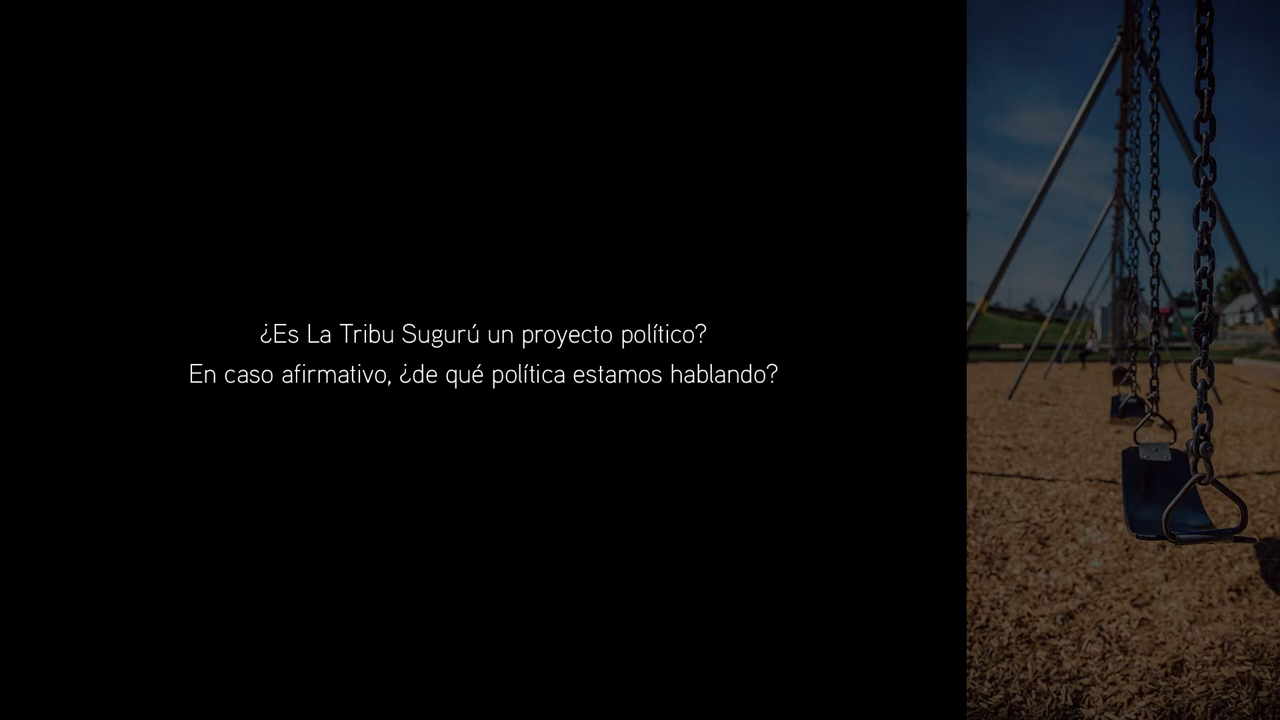 ¿Es La Tribu Sugurú un proyecto político?
En caso afirmativo, ¿de qué política estamos hablando?